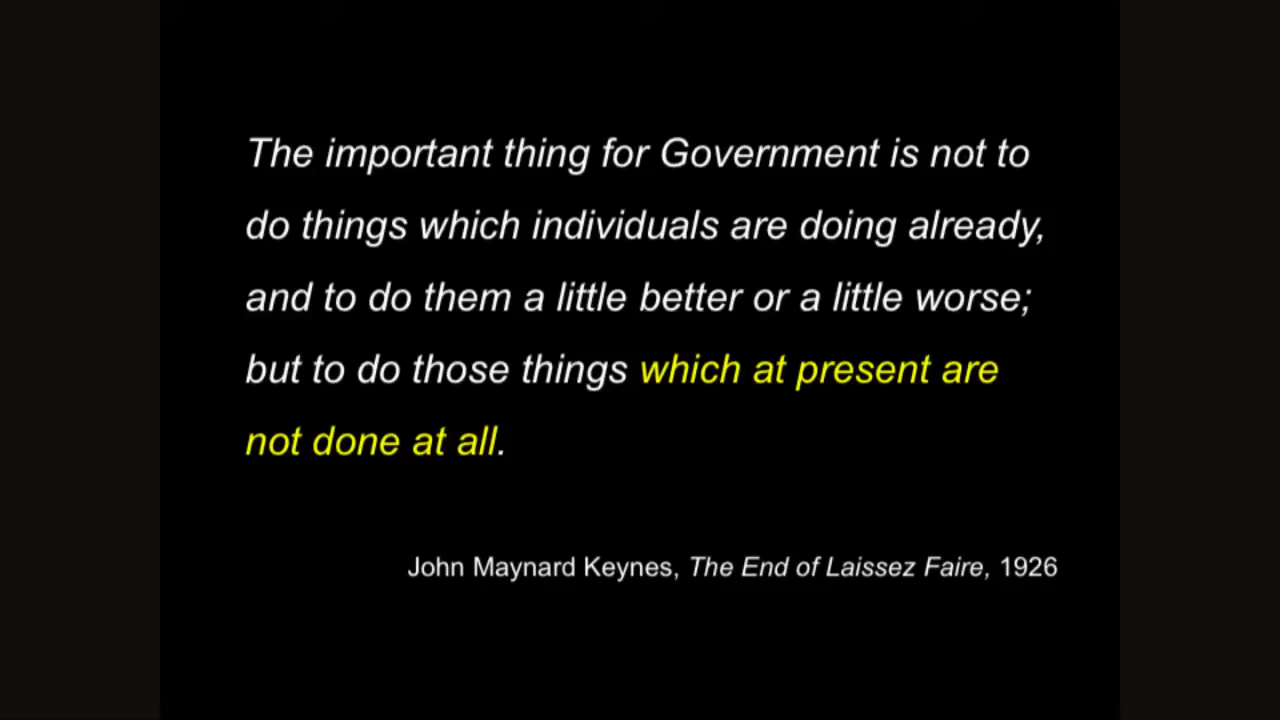 The important thing for Government is not to
do things which individuals are doing already,
and to do them a little better or a little worse;
but to do those things which at present are
not done at all.
John Maynard Keynes, The End of Laissez Faire, 1926